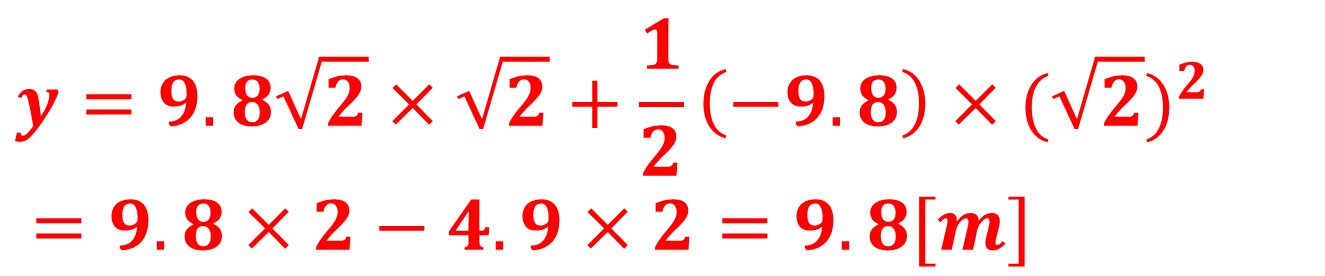 y = 9.8√2 × √2 + 1/2 (−9.8) × (√2)²
= 9.8 × 2 − 4.9 × 2 = 9.8[m]